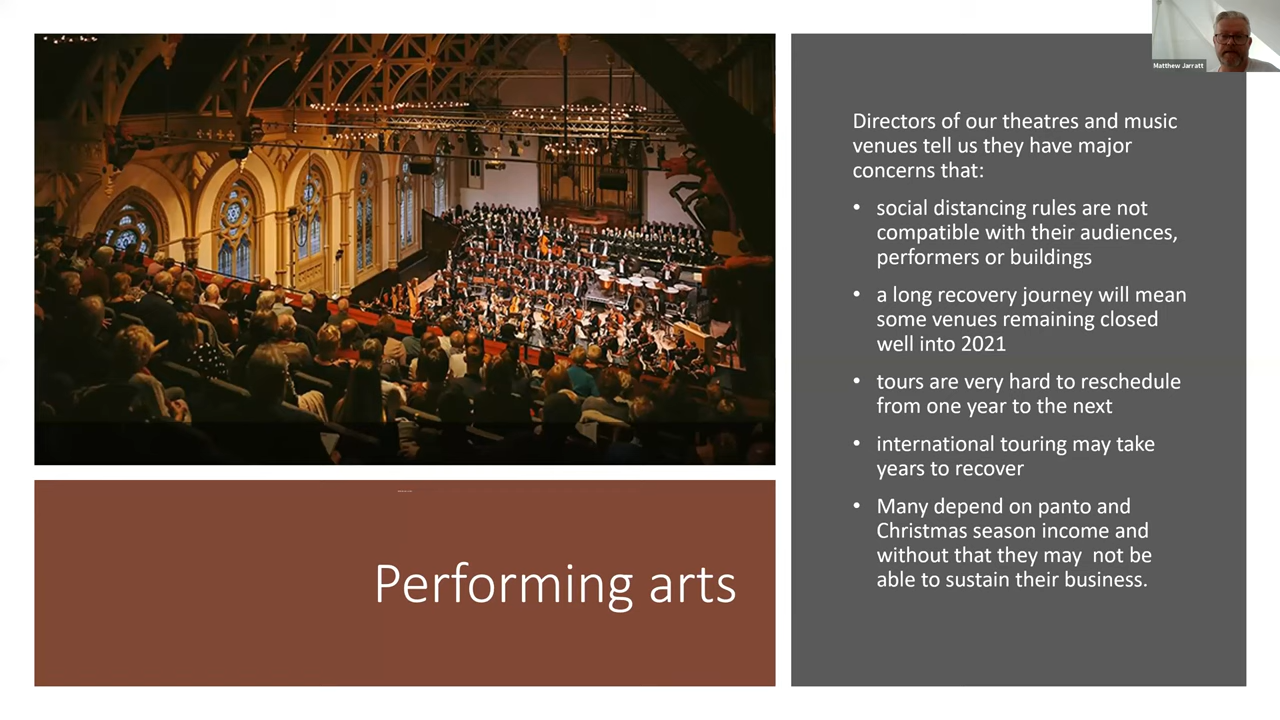 Matthew Jarratt
Directors of our theatres and music
venues tell us they have major
concerns that:
• social distancing rules are not
compatible with their audiences,
performers or buildings
• a long recovery journey will mean
some venues remaining closed
well into 2021
• tours are very hard to reschedule
from one year to the next
• international touring may take
years to recover
• Many depend on panto and
Christmas season income and
without that they may  not be
able to sustain their business.
Performing arts